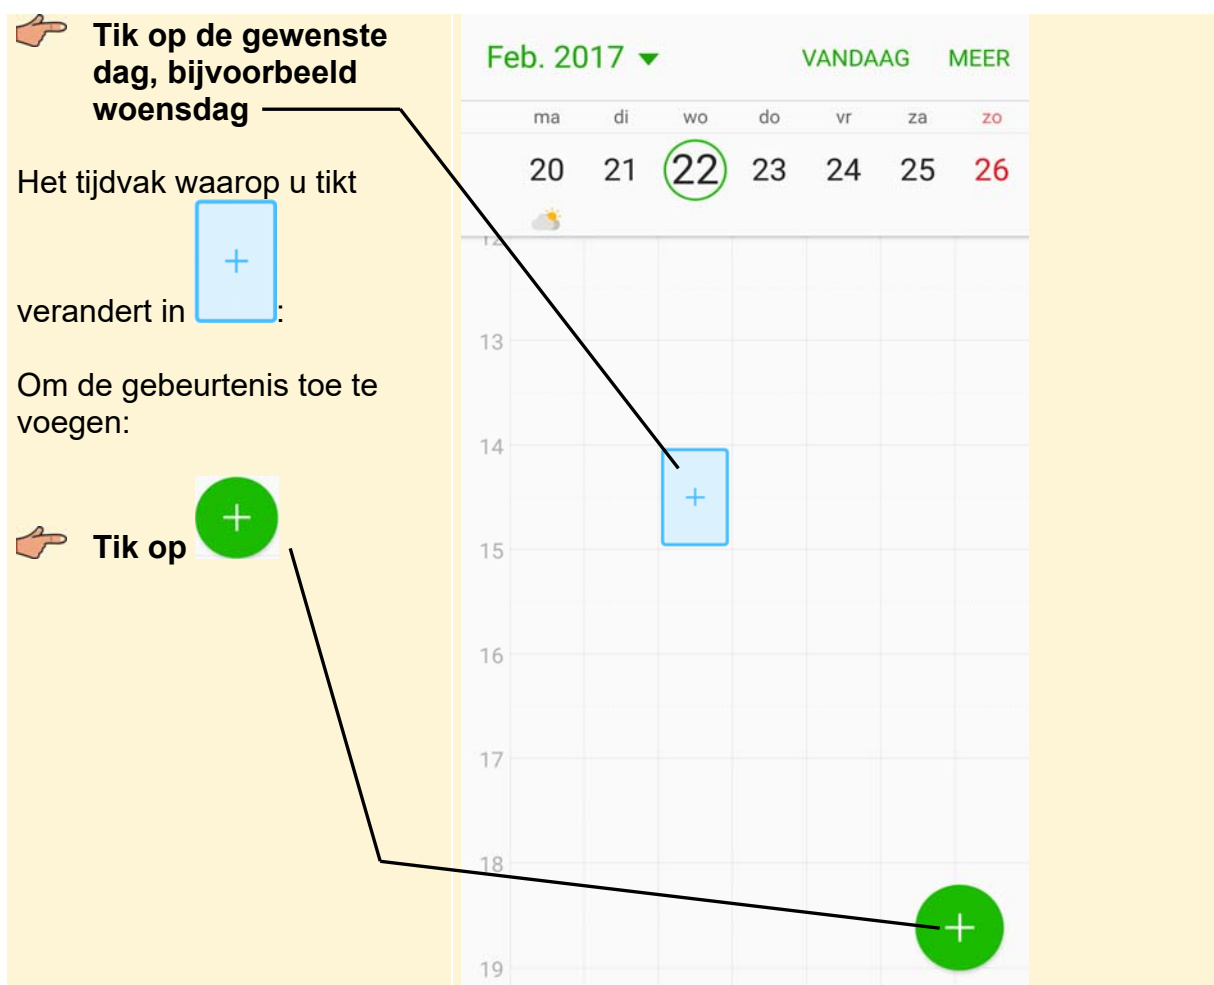 Tik op de gewenste
dag, bijvoorbeeld
woensdag
Het tijdvak waarop u tikt
verandert in :
Om de gebeurtenis toe te
voegen:
Tik op
Feb. 2017 VANDAAG MEER
ma di wo do vr za zo
20 21 22 23 24 25 26
12
13
14
15
16
17
18
19